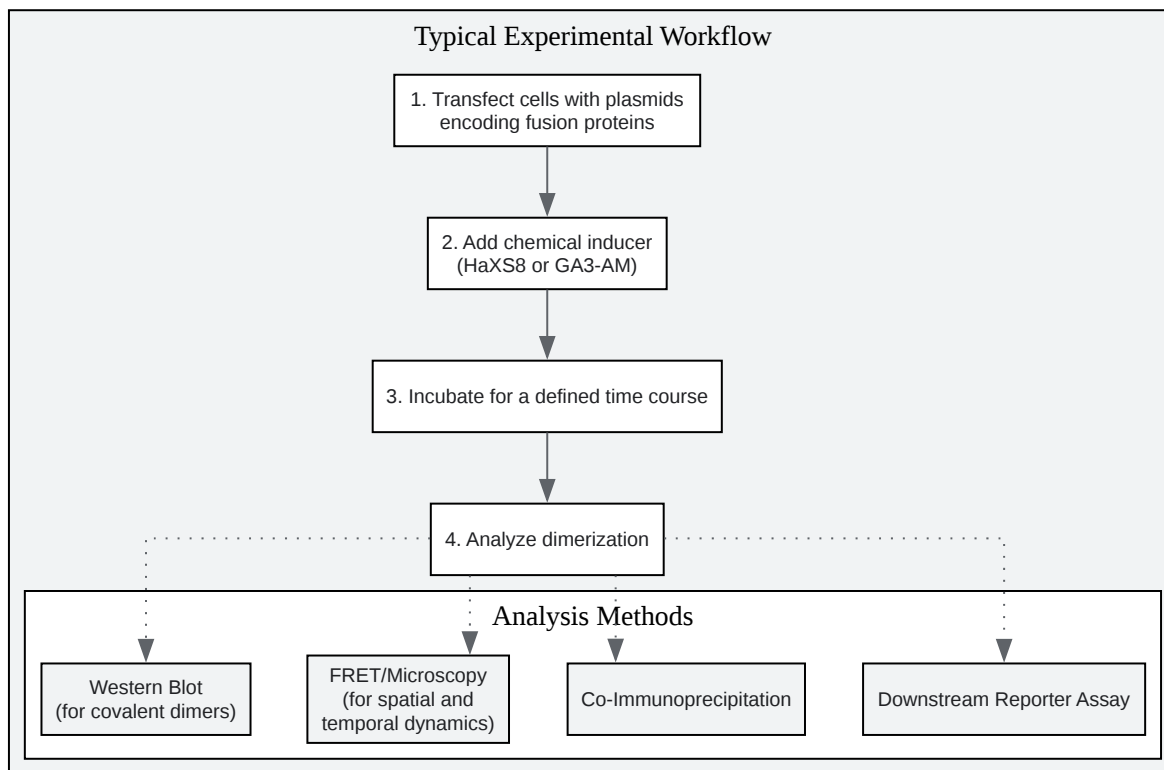 Typical Experimental Workflow
1. Transfect cells with plasmids
encoding fusion proteins
2. Add chemical inducer
(HaXS8 or GA3-AM)
3. Incubate for a defined time course
4. Analyze dimerization
Analysis Methods
Western Blot
(for covalent dimers)
FRET/Microscopy
(for spatial and
temporal dynamics)
Co-Immunoprecipitation
Downstream Reporter Assay